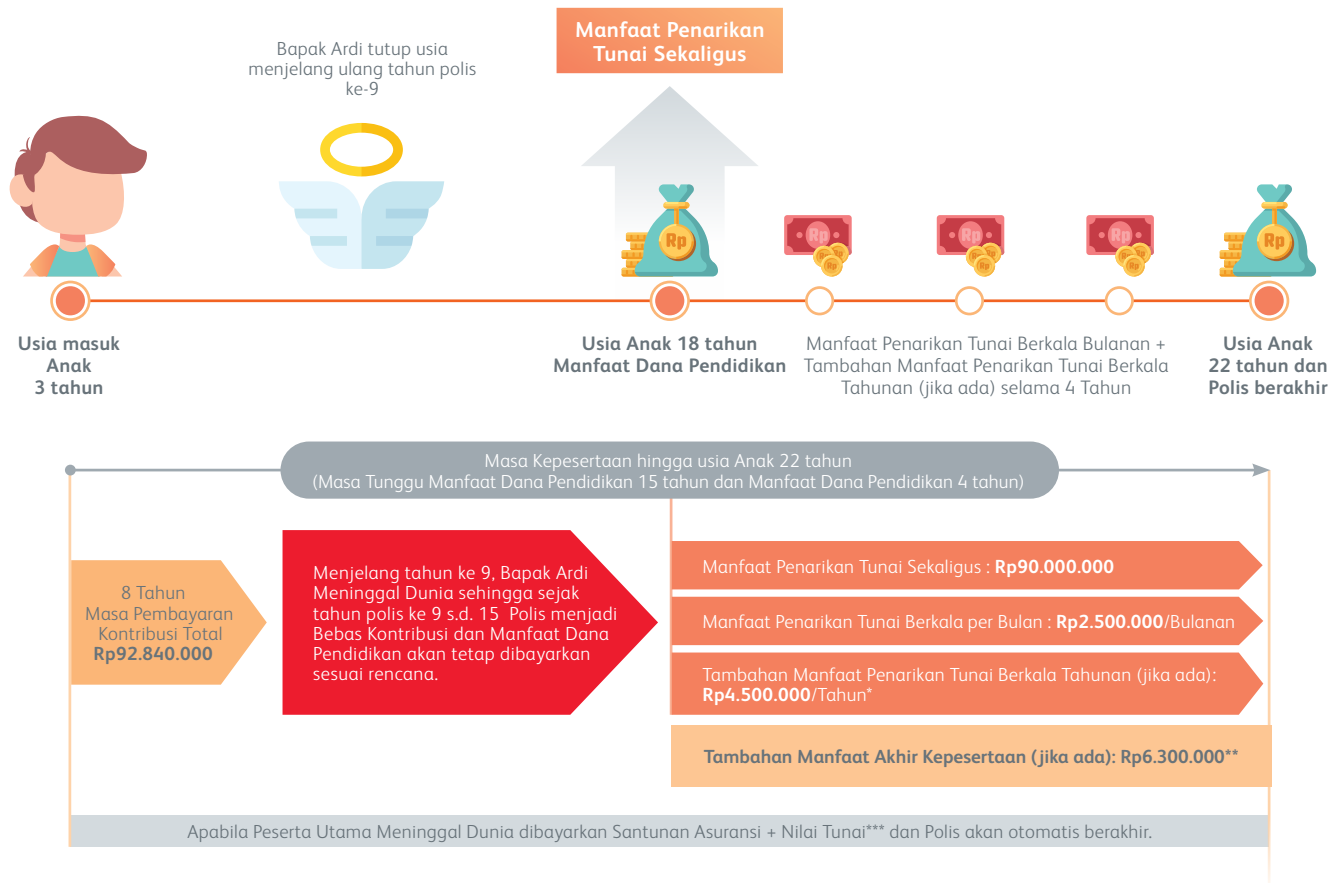 Bapak Ardi tutup usia
menjelang ulang tahun polis
ke-9
Manfaat Penarikan
Tunai Sekaligus
Rp
Rp
Rp
Rp
Rp
Usia masuk
Anak
3 tahun
Usia Anak 18 tahun
Manfaat Dana Pendidikan
Manfaat Penarikan Tunai Berkala Bulanan +
Tambahan Manfaat Penarikan Tunai Berkala
Tahunan (jika ada) selama 4 Tahun
Usia Anak
22 tahun dan
Polis berakhir
Masa Kepesertaan hingga usia Anak 22 tahun
(Masa Tunggu Manfaat Dana Pendidikan 15 tahun dan Manfaat Dana Pendidikan 4 tahun)
8 Tahun
Masa Pembayaran
Kontribusi Total
Rp92.840.000
Menjelang tahun ke 9, Bapak Ardi
Meninggal Dunia sehingga sejak
tahun polis ke 9 s.d. 15 Polis menjadi
Bebas Kontribusi dan Manfaat Dana
Pendidikan akan tetap dibayarkan
sesuai rencana.
Manfaat Penarikan Tunai Sekaligus : Rp90.000.000
Manfaat Penarikan Tunai Berkala per Bulan : Rp2.500.000/Bulanan
Tambahan Manfaat Penarikan Tunai Berkala Tahunan (jika ada):
Rp4.500.000/Tahun*
Tambahan Manfaat Akhir Kepesertaan (jika ada): Rp6.300.000**
Apabila Peserta Utama Meninggal Dunia dibayarkan Santunan Asuransi + Nilai Tunai*** dan Polis akan otomatis berakhir.